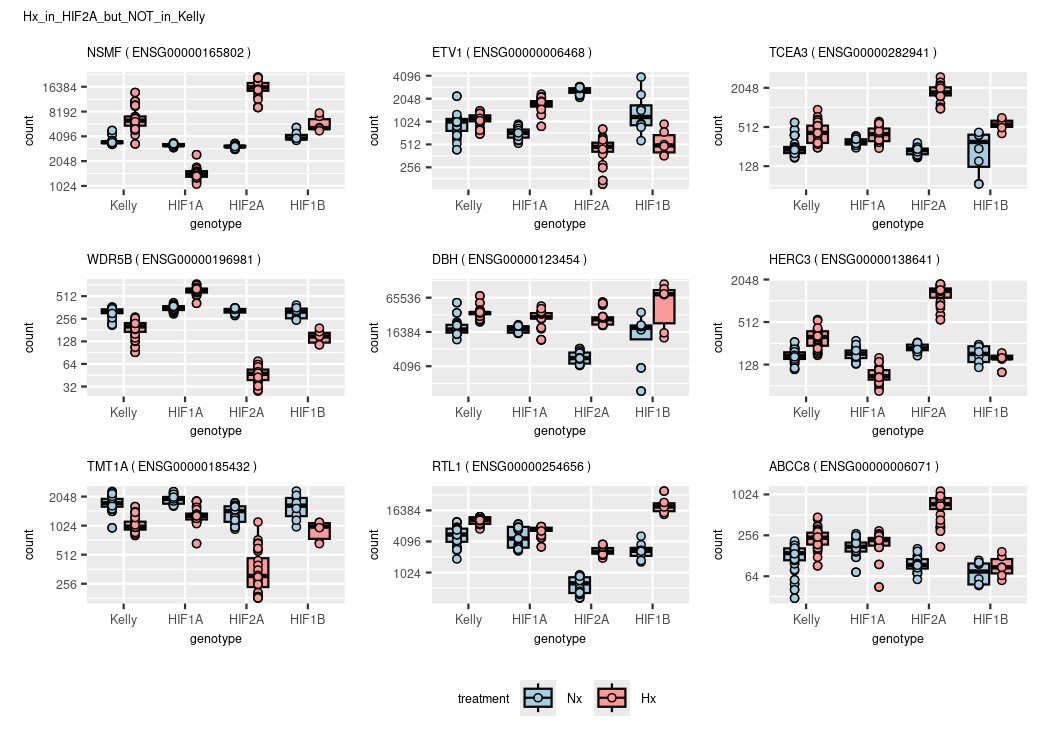 Hx_in_HIF2A_but_NOT_in_Kelly
NSMF ( ENSG00000165802 )
count
16384
8192
4096
2048
1024
Kelly HIF1A HIF2A HIF1B
genotype
ETV1 ( ENSG00000006468 )
count
4096
2048
1024
512
256
Kelly HIF1A HIF2A HIF1B
genotype
TCEA3 ( ENSG00000282941 )
count
2048
512
128
Kelly HIF1A HIF2A HIF1B
genotype
WDR5B ( ENSG00000196981 )
count
512
256
128
64
32
Kelly HIF1A HIF2A HIF1B
genotype
DBH ( ENSG00000123454 )
count
65536
16384
4096
Kelly HIF1A HIF2A HIF1B
genotype
HERC3 ( ENSG00000138641 )
count
2048
512
128
Kelly HIF1A HIF2A HIF1B
genotype
TMT1A ( ENSG00000185432 )
count
2048
1024
512
256
Kelly HIF1A HIF2A HIF1B
genotype
RTL1 ( ENSG00000254656 )
count
16384
4096
1024
Kelly HIF1A HIF2A HIF1B
genotype
ABCC8 ( ENSG00000006071 )
count
1024
256
64
Kelly HIF1A HIF2A HIF1B
genotype
treatment Nx Hx